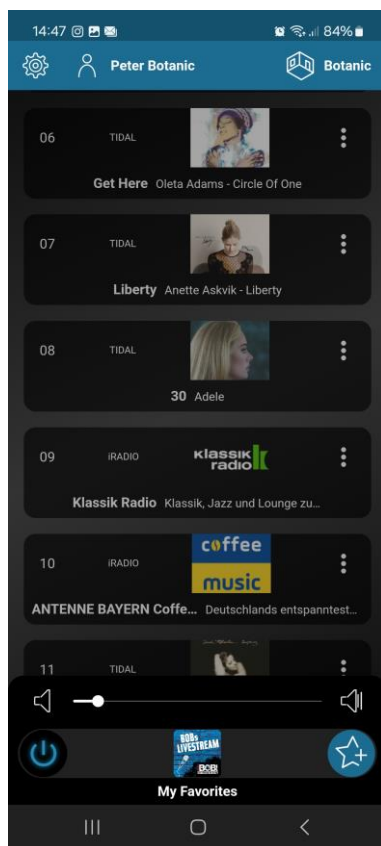 14:47
84%
Peter Botanic
Botanic
06 TIDAL
Get Here Oleta Adams - Circle Of One
07 TIDAL
Liberty Anette Askvik - Liberty
08 TIDAL
30 Adele
09 iRADIO
Klassik radio
Klassik Radio Klassik, Jazz und Lounge zu...
10 iRADIO
coffee
music
ANTENNE BAYERN Coffe... Deutschlands entspanntest...
11 TIDAL
BOBs
LIVESTREAM
BOB!
My Favorites